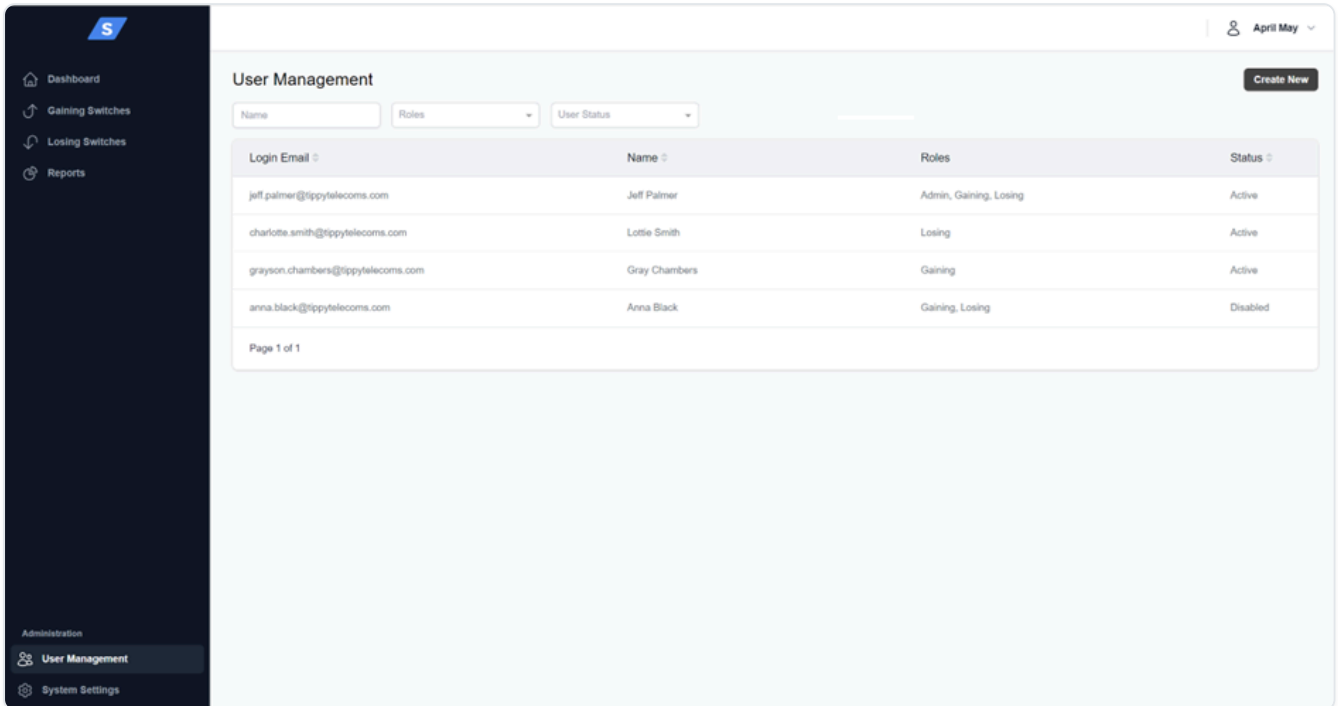 S
April May
Dashboard
Gaining Switches
Losing Switches
Reports
Administration
User Management
System Settings
User Management
Create New
Name Roles User Status
Login Email Name Roles Status
jeff.palmer@tippytelecoms.com Jeff Palmer Admin, Gaining, Losing Active
charlotte.smith@tippytelecoms.com Lottie Smith Losing Active
grayson.chambers@tippytelecoms.com Gray Chambers Gaining Active
anna.black@tippytelecoms.com Anna Black Gaining, Losing Disabled
Page 1 of 1